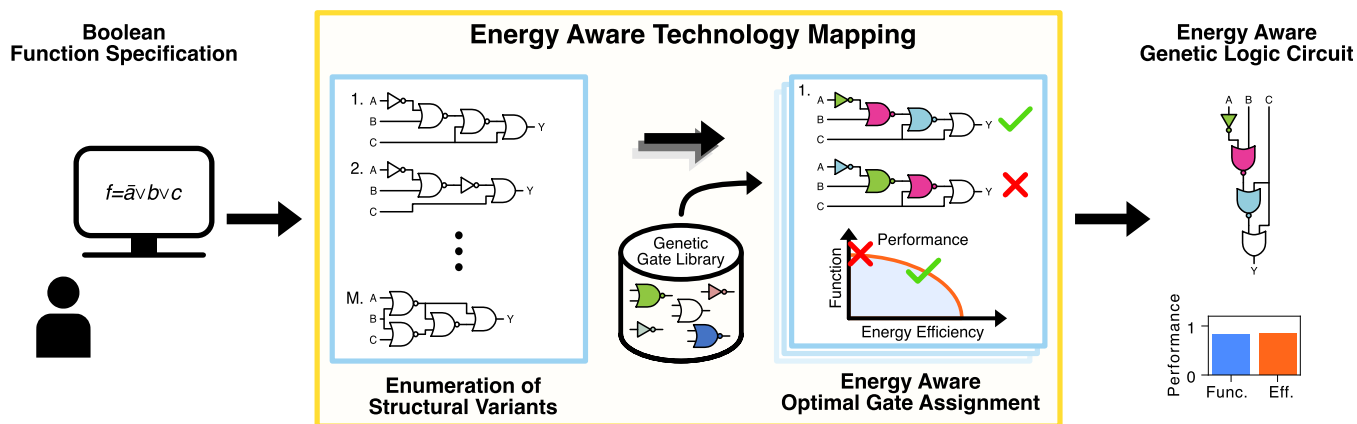 Boolean
Function Specification
f=āvbvc
Energy Aware Technology Mapping
1.
A
B
C
Y
2.
A
B
C
Y
M.
A
B
C
Y
Enumeration of
Structural Variants
Genetic
Gate Library
1.
A
B
C
Y
A
B
C
Y
Performance
Function
Energy Efficiency
Energy Aware
Optimal Gate Assignment
Energy Aware
Genetic Logic Circuit
A B C
Y
Performance
1
0
Func. Eff.